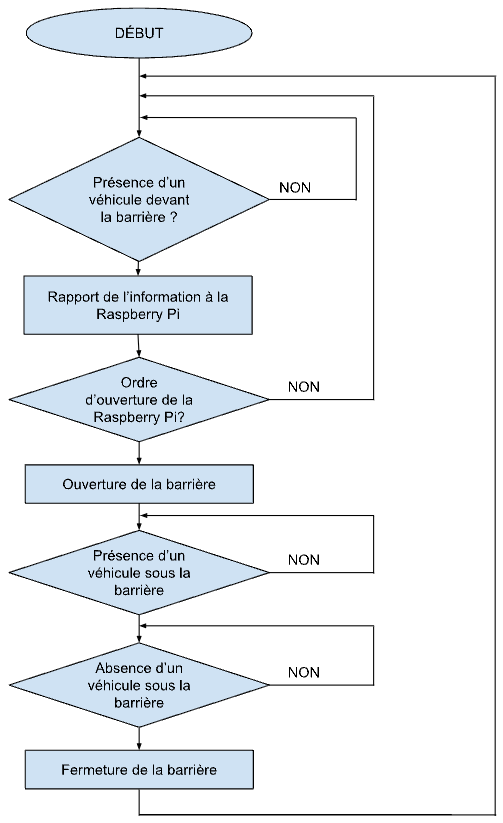 DÉBUT
Présence d'un
véhicule devant
la barrière ?
NON
Rapport de l'information à la
Raspberry Pi
Ordre
d'ouverture de la
Raspberry Pi?
NON
Ouverture de la barrière
Présence d'un
véhicule sous la
barrière
NON
Absence d'un
véhicule sous la
barrière
NON
Fermeture de la barrière